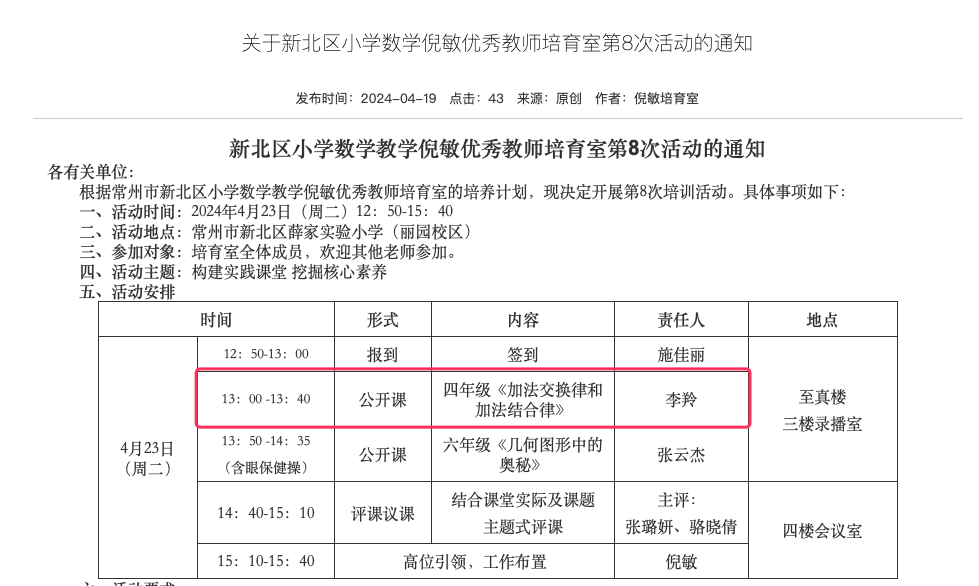 关于新北区小学数学倪敏优秀教师培育室第8次活动的通知
发布时间：2024-04-19 点击：43 来源：原创 作者：倪敏培育室
新北区小学数学教学倪敏优秀教师培育室第8次活动的通知
各有关单位：
根据常州市新北区小学数学教学倪敏优秀教师培育室的培养计划，现决定开展第8次培训活动。具体事项如下：
一、活动时间：2024年4月23日（周二）12：50-15：40
二、活动地点：常州市新北区薛家实验小学（丽园校区）
三、参加对象：培育室全体成员，欢迎其他老师参加。
四、活动主题：构建实践课堂 挖掘核心素养
五、活动安排
时间 形式 内容 责任人 地点
4月23日
（周二）
12：50-13：00 报到 签到 施佳丽
13：00 -13：40 公开课 四年级《加法交换律和
加法结合律》 李羚
至真楼
三楼录播室
13：50 -14：35
（含眼保健操） 公开课 六年级《几何图形中的
奥秘》 张云杰
14：40-15：10 评课议课 结合课堂实际及课题
主题式评课 主评：
张璐妍、骆晓倩
四楼会议室
15：10-15：40 高位引领，工作布置 倪敏